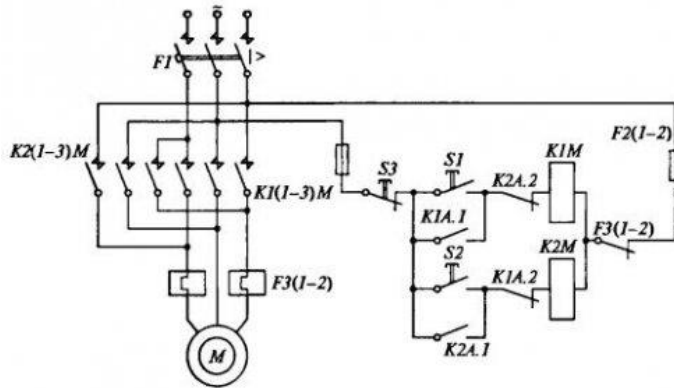 ~
F1
I>
F2(1-2)
K2(1-3)M
S3
S1
K2A.2
K1M
K1(1-3)M
K1A.1
F3(1-2)
S2
K1A.2
K2M
F3(1-2)
K2A.1
M